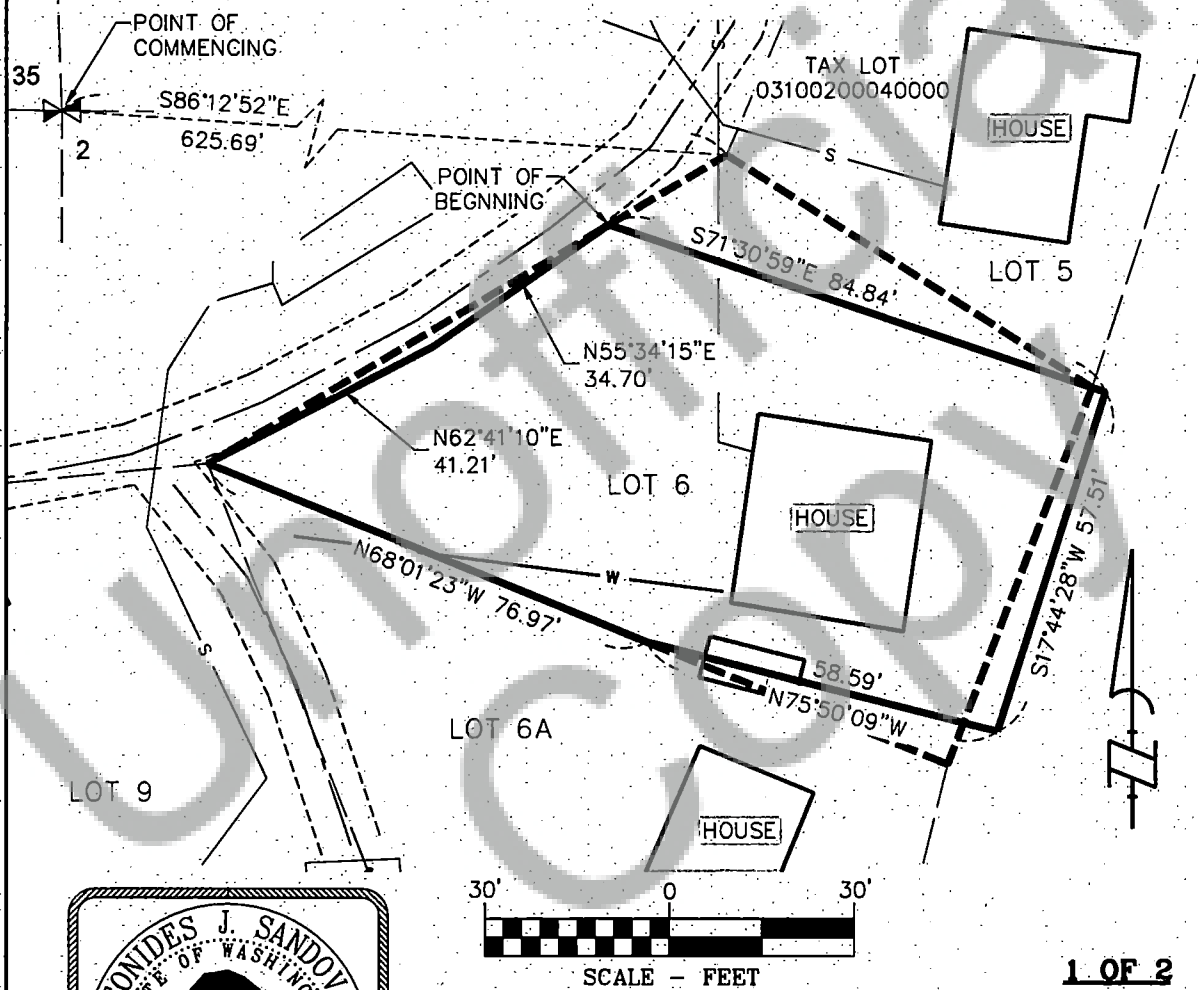 POINT OF
COMMENCING
35
S86°12'52"E
625.69'
2
TAX LOT
03100200040000
HOUSE
S
S
POINT OF
BEGNNING
S71°30'59"E 84.84'
LOT 5
N55°34'15"E
34.70'
N62°41'10"E
41.21'
LOT 6
HOUSE
S17°44'28"W 57.51'
N68°01'23"W 76.97'
W
S
58.59'
N75°50'09"W
LOT 6A
LOT 9
HOUSE
30'
0
30'
SCALE - FEET
ONIDES J. SANDOV
TE OF WASHING
1 OF 2
Unofficial
Copy